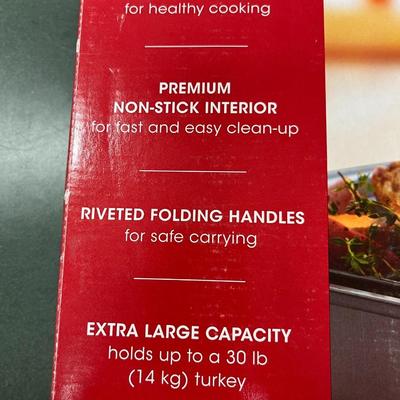 for healthy cooking
PREMIUM
NON-STICK INTERIOR
for fast and easy clean-up
RIVETED FOLDING HANDLES
for safe carrying
EXTRA LARGE CAPACITY
holds up to a 30 lb
(14 kg) turkey